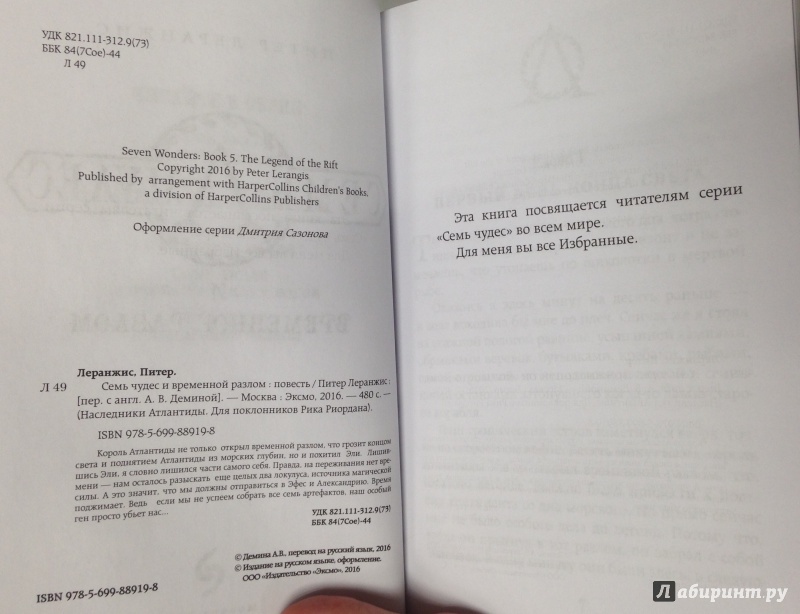 УДК 821.111-312.9(73)
ББК 84(7Сое)-44
Л 49
Seven Wonders: Book 5. The Legend of the Rift
Copyright 2016 by Peter Lerangis
Published by arrangement with HarperCollins Children's Books,
a division of HarperCollins Publishers
Оформление серии Дмитрия Сазонова
Леранжис, Питер.
Л 49 Семь чудес и временной разлом : повесть / Питер Леранжис ;
[пер. с англ. А. В. Деминой]. — Москва : Эксмо, 2016. — 480 с. —
(Наследники Атлантиды. Для поклонников Рика Риордана).
ISBN 978-5-699-88919-8
Король Атлантиды не только открыл временной разлом, что грозит концом
света и поднятием Атлантиды из морских глубин, но и похитил Эли. Лишив-
шись Эли, я словно лишился части самого себя. Правда, на переживания нет вре-
мени — нам осталось разыскать еще целых два локулуса, источника магической
силы. А это значит, что мы должны отправиться в Эфес и Александрию. Время
поджимает. Ведь если мы не успеем собрать все семь артефактов, наш особый
ген просто убьет нас...
УДК 821.111-312.9(73)
ББК 84(7Сое)-44
© Демина А.В., перевод на русский язык, 2016
© Издание на русском языке, оформление.
ООО «Издательство «Эксмо», 2016
ISBN 978-5-699-88919-8
Эта книга посвящается читателям серии
«Семь чудес» во всем мире.
Для меня вы все Избранные.
Лабиринт.ру